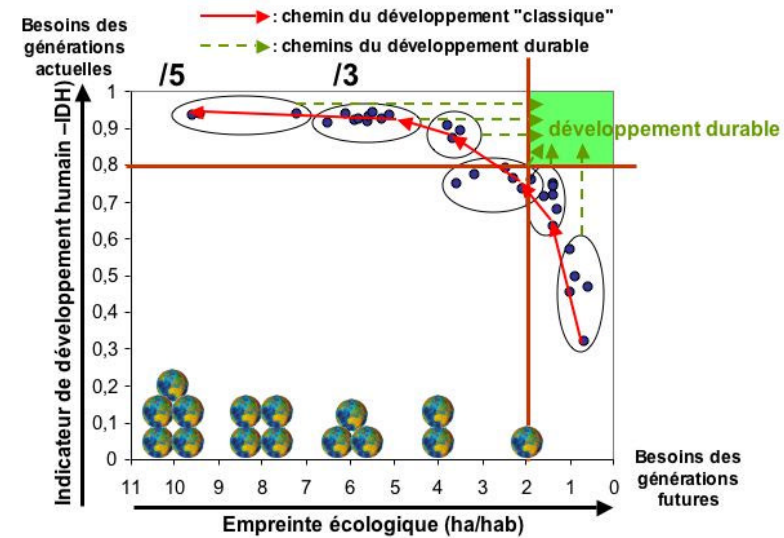 Besoins des
générations
actuelles
: chemin du développement "classique"
: chemins du développement durable
/5
/3
Indicateur de développement humain –IDH)
1
0,9
0,8
0,7
0,6
0,5
0,4
0,3
0,2
0,1
0
développement durable
11 10 9 8 7 6 5 4 3 2 1 0
Empreinte écologique (ha/hab)
Besoins des
générations
futures